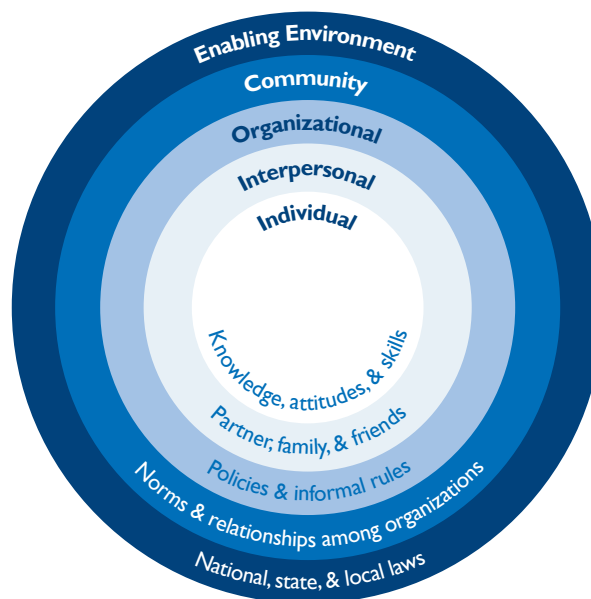 Enabling Environment
Community
Organizational
Interpersonal
Individual
Knowledge, attitudes, & skills
Partner, family, & friends
Policies & informal rules
Norms & relationships among organizations
National, state, & local laws